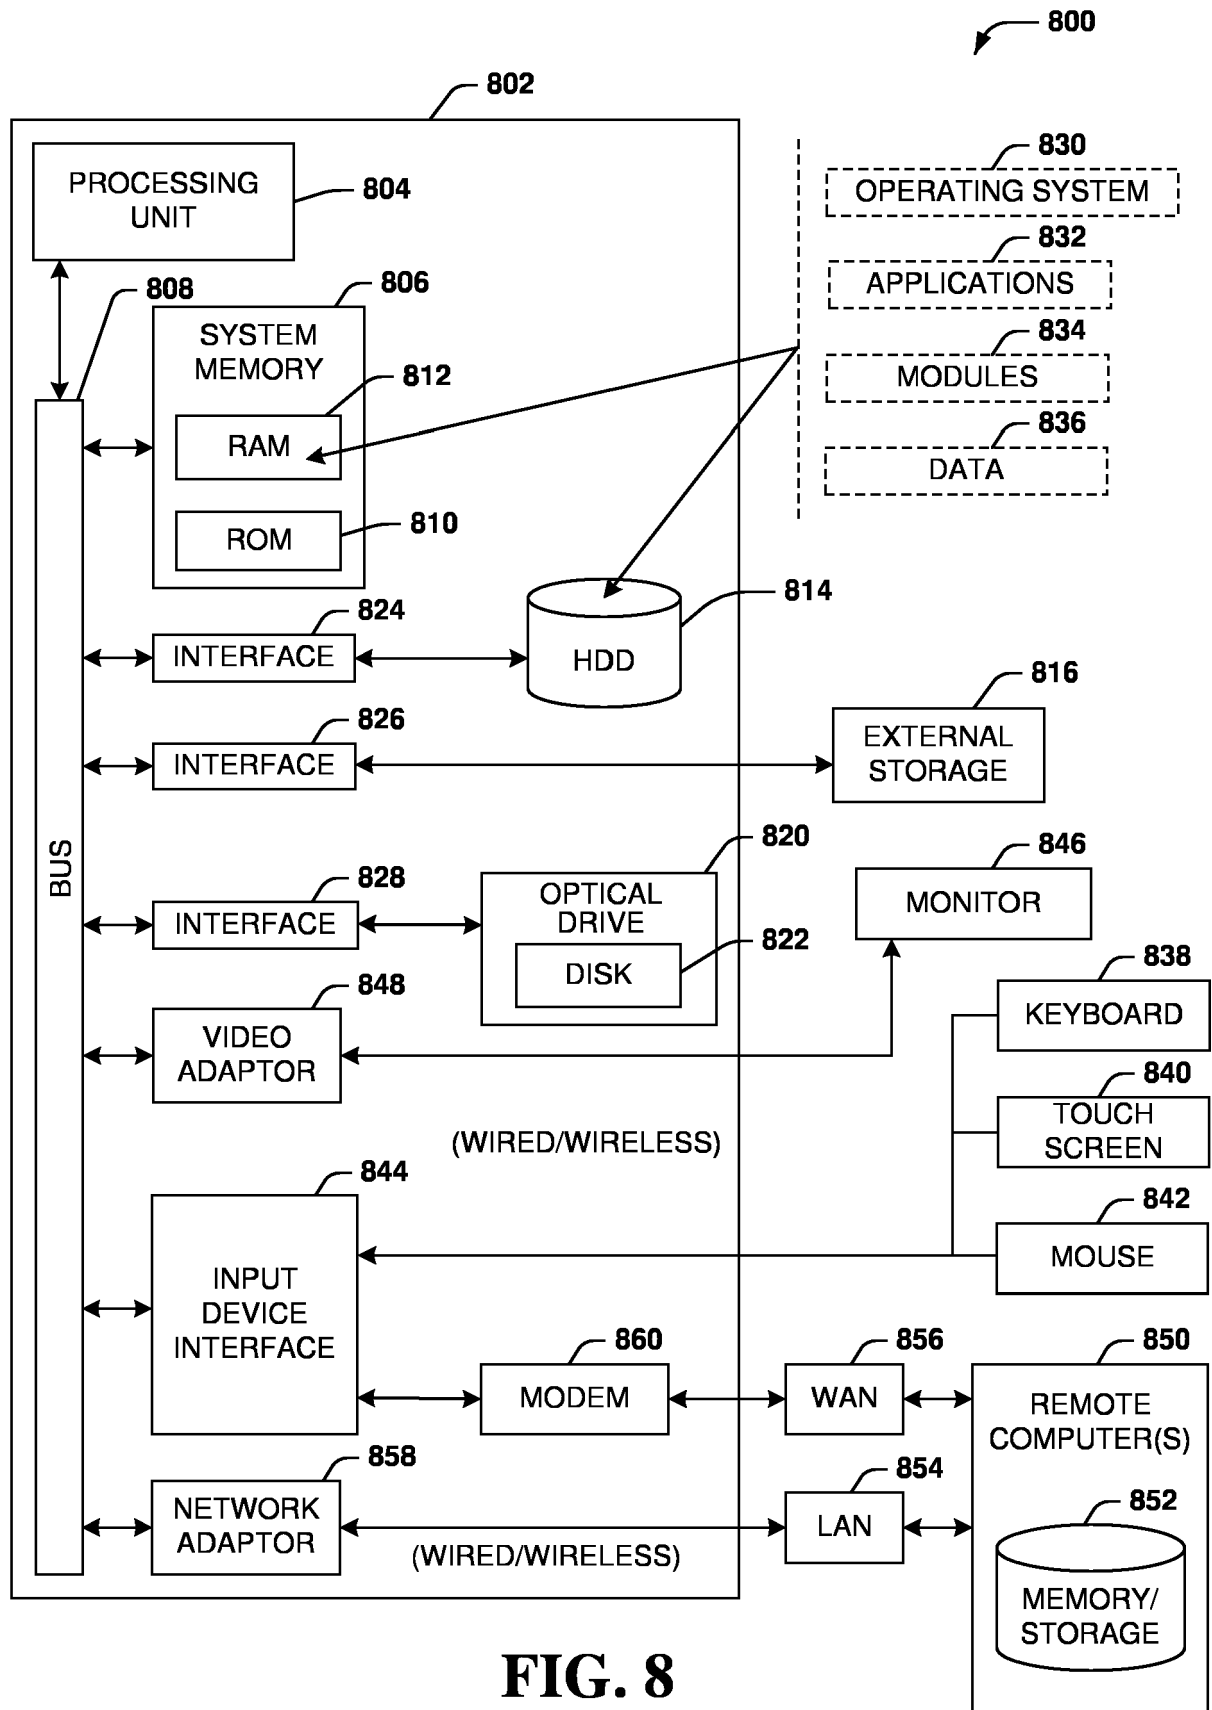 800
802
830
PROCESSING
UNIT
804
OPERATING SYSTEM
832
808
806
APPLICATIONS
SYSTEM
MEMORY
834
812
MODULES
RAM
836
DATA
810
ROM
814
824
INTERFACE
HDD
816
826
INTERFACE
EXTERNAL
STORAGE
820
846
BUS
828
OPTICAL
DRIVE
MONITOR
INTERFACE
822
838
DISK
848
KEYBOARD
VIDEO
ADAPTOR
840
TOUCH
SCREEN
(WIRED/WIRELESS)
844
842
MOUSE
INPUT
DEVICE
INTERFACE
860
856
850
MODEM
WAN
REMOTE
COMPUTER(S)
858
854
852
NETWORK
ADAPTOR
LAN
(WIRED/WIRELESS)
MEMORY/
STORAGE
FIG. 8